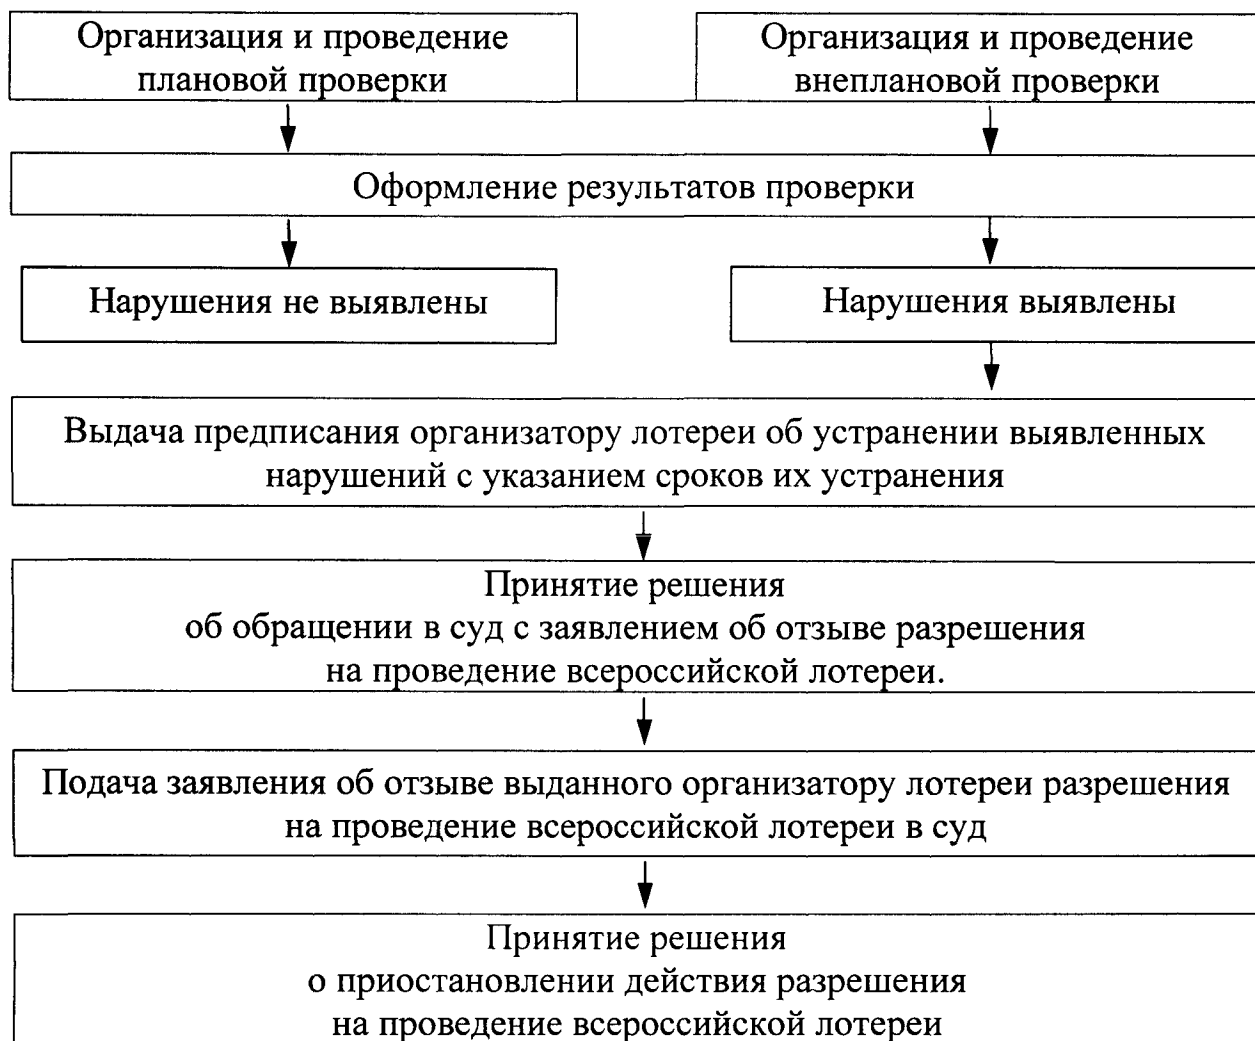 Организация и проведение
плановой проверки
Организация и проведение
внеплановой проверки
Оформление результатов проверки
Нарушения не выявлены
Нарушения выявлены
Выдача предписания организатору лотереи об устранении выявленных
нарушений с указанием сроков их устранения
Принятие решения
об обращении в суд с заявлением об отзыве разрешения
на проведение всероссийской лотереи.
Подача заявления об отзыве выданного организатору лотереи разрешения
на проведение всероссийской лотереи в суд
Принятие решения
о приостановлении действия разрешения
на проведение всероссийской лотереи